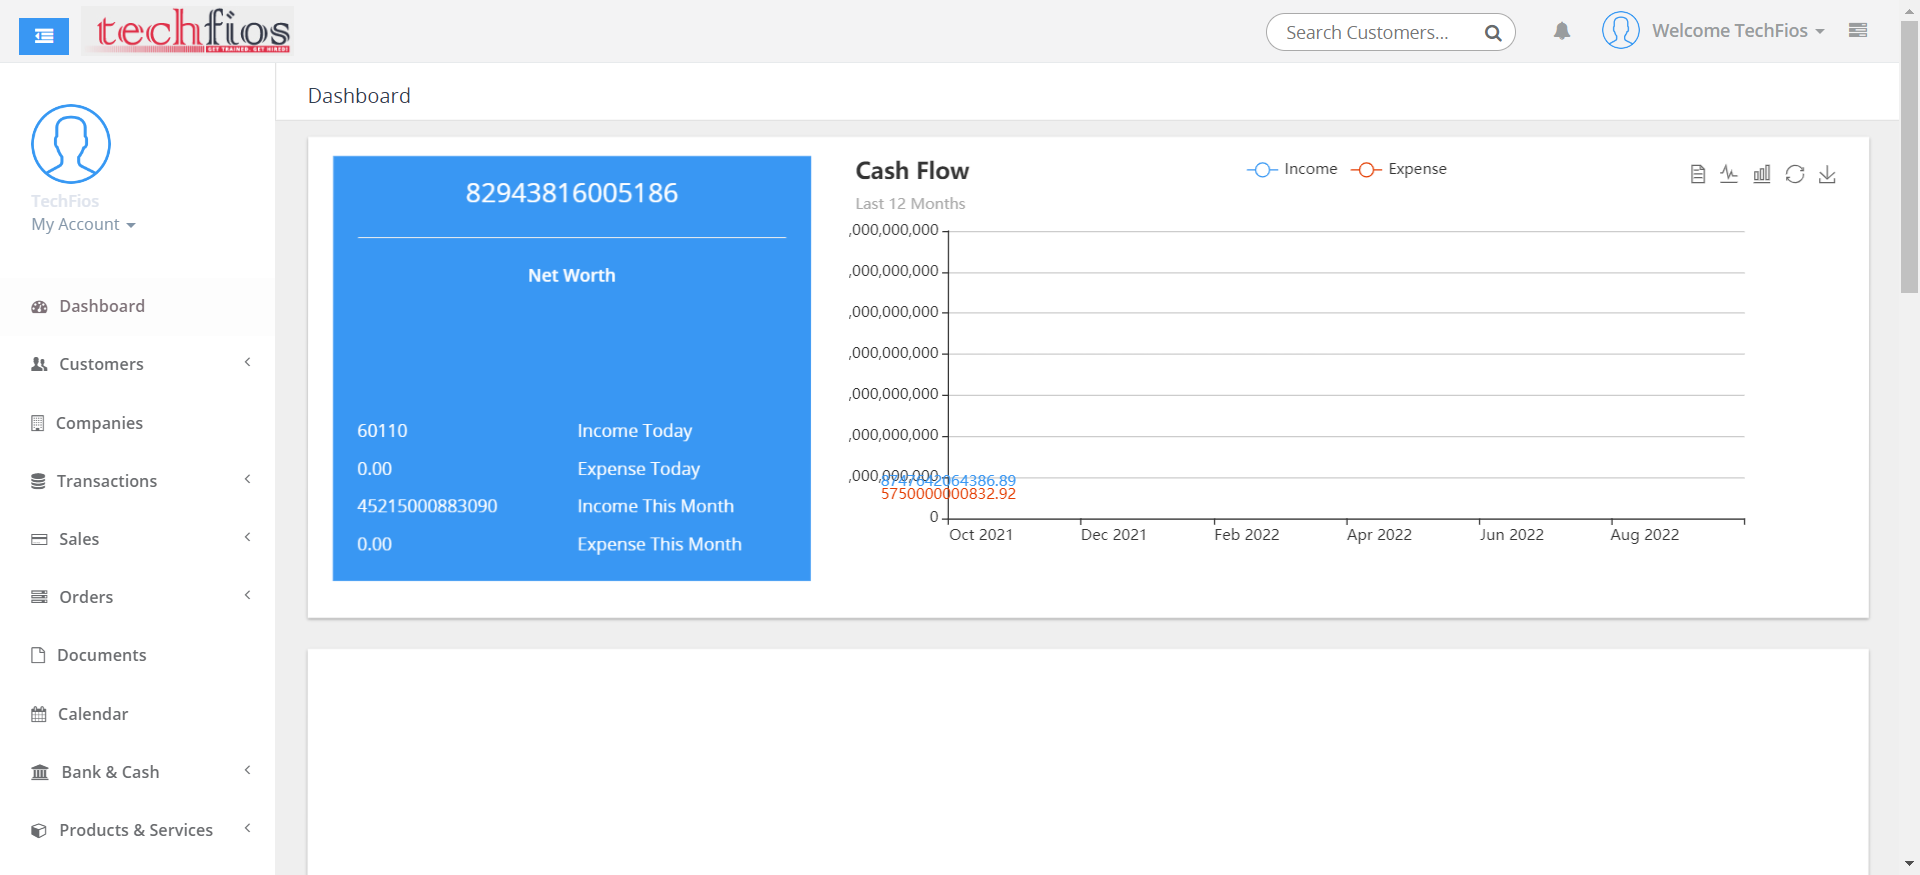 techfios
GET TRAINED. GET HIRED!
Search Customers...
Welcome TechFios
TechFios
My Account
Dashboard
Customers
Companies
Transactions
Sales
Orders
Documents
Calendar
Bank & Cash
Products & Services
Dashboard
82943816005186
Net Worth
60110 Income Today
0.00 Expense Today
45215000883090 Income This Month
0.00 Expense This Month
Cash Flow
Last 12 Months
Income Expense
,000,000,000
,000,000,000
,000,000,000
,000,000,000
,000,000,000
,000,000,000
,000,000,000
5750000000832.92
0
Oct 2021 Dec 2021 Feb 2022 Apr 2022 Jun 2022 Aug 2022